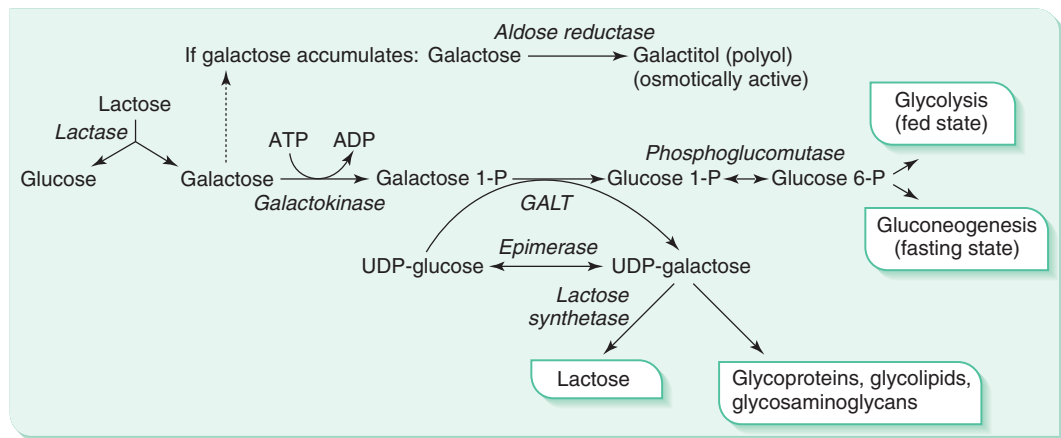 Aldose reductase
If galactose accumulates: Galactose Galactitol (polyol)
(osmotically active)
Glycolysis
(fed state)
Lactose
Lactase
ATP ADP
Phosphoglucomutase
Glucose Galactose Galactose 1-P Glucose 1-P Glucose 6-P
Galactokinase GALT
Gluconeogenesis
(fasting state)
Epimerase
UDP-glucose UDP-galactose
Lactose
synthetase
Lactose
Glycoproteins, glycolipids,
glycosaminoglycans